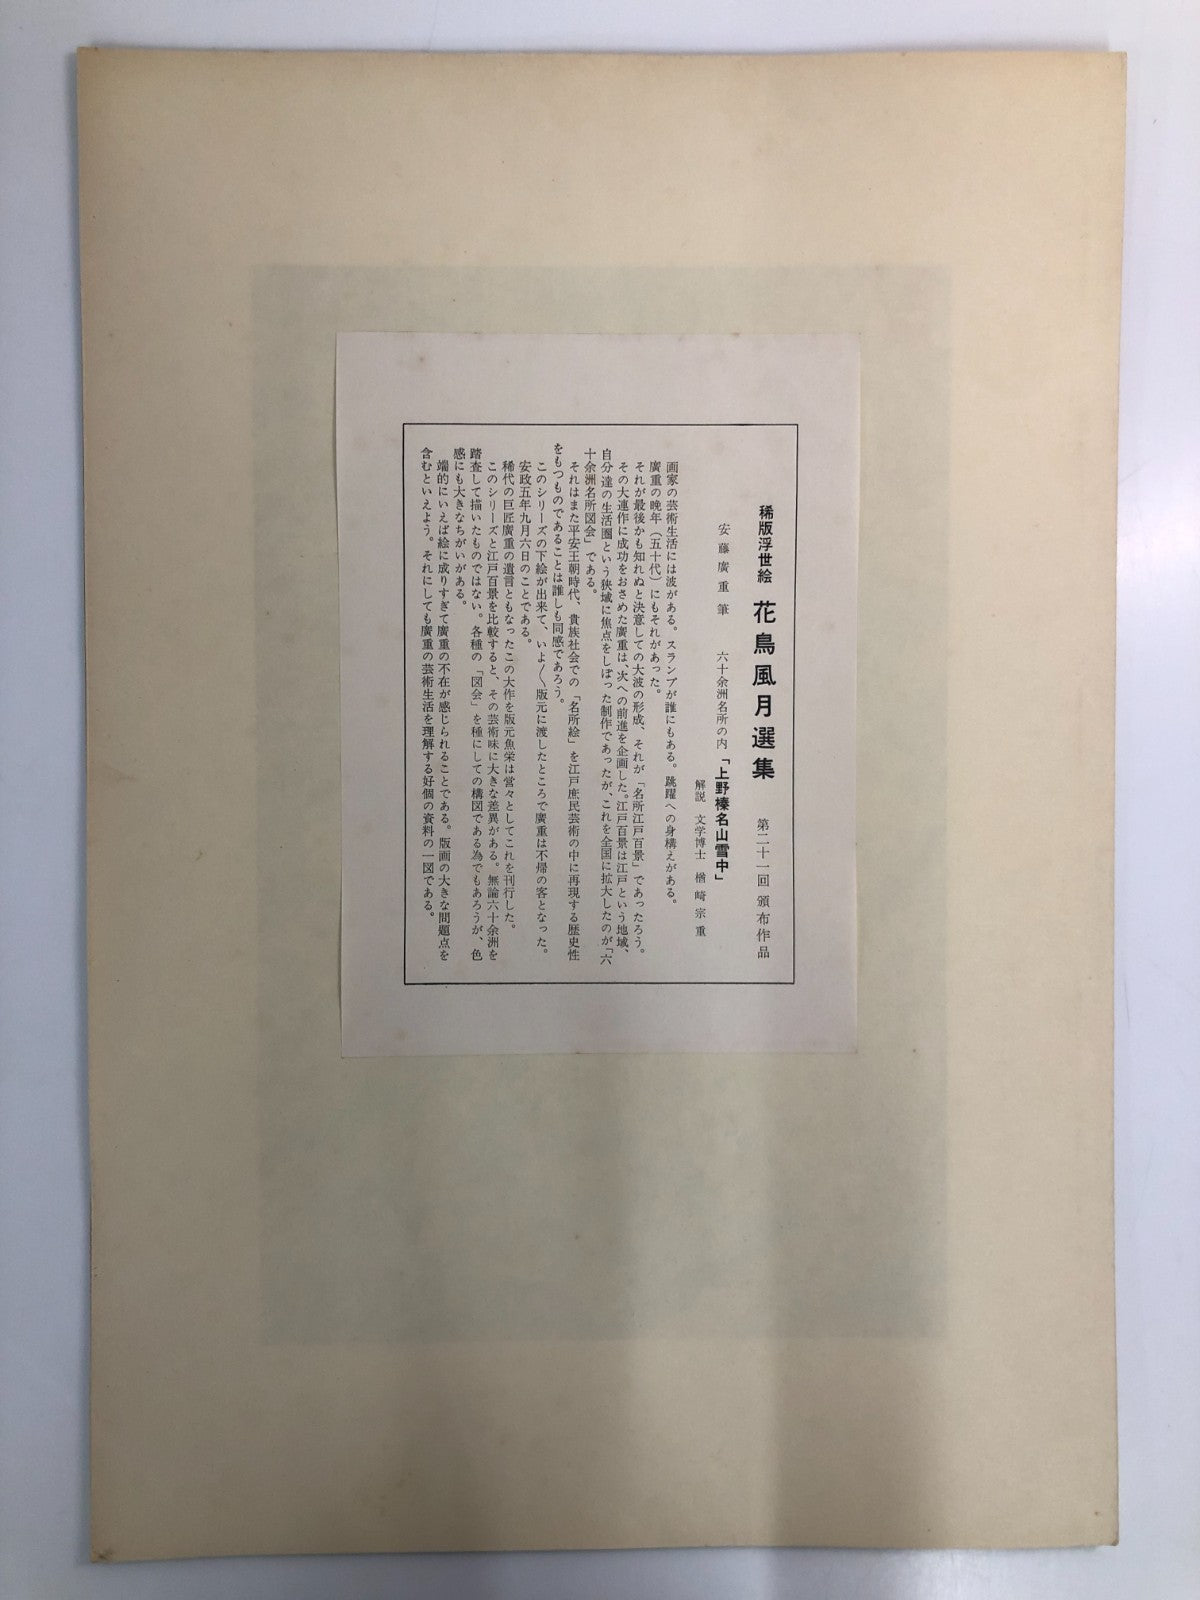 稀版浮世絵 花鳥風月選集 第二十一回 頒布作品
安藤廣重筆 六十余洲名所の内 「上野榛名山雪中」
解説 文学博士 楢崎宗重
画家の芸術生活には波がある。スランプが誰にもある。跳躍への身構えがある。
廣重の晩年（五十代）にもそれがあった。
それが最後かも知れぬと決意しての大波の形成、それが「名所江戸百景」であったろう。
その大連作に成功をおさめた廣重は、次への前進を企画した。江戸百景は江戸という地域、
自分達の生活圏という狭域に焦点をしぼった制作であったが、これを全国に拡大したのが「六
十余洲名所図会」である。
それはまた平安王朝時代、貴族社会での「名所絵」を江戸庶民芸術の中に再現する歴史性
をもつものであることは誰しも同感であろう。
このシリーズの下絵が出来て、いよ〱版元に渡したところで廣重は不帰の客となった。
安政五年九月六日のことである。
稀代の巨匠廣重の遺言ともなったこの大作を版元魚栄は営々としてこれを刊行した。
このシリーズと江戸百景を比較すると、その芸術味に大きな差異がある。無論六十余洲を
踏査して描いたものではない。各種の「図会」を種にしての構図である為でもあろうが、色
感にも大きなちがいがある。
端的にいえば絵に成りすぎて廣重の不在が感じられることである。版画の大きな問題点を
含むといえよう。それにしても廣重の芸術生活を理解する好個の資料の一図である。